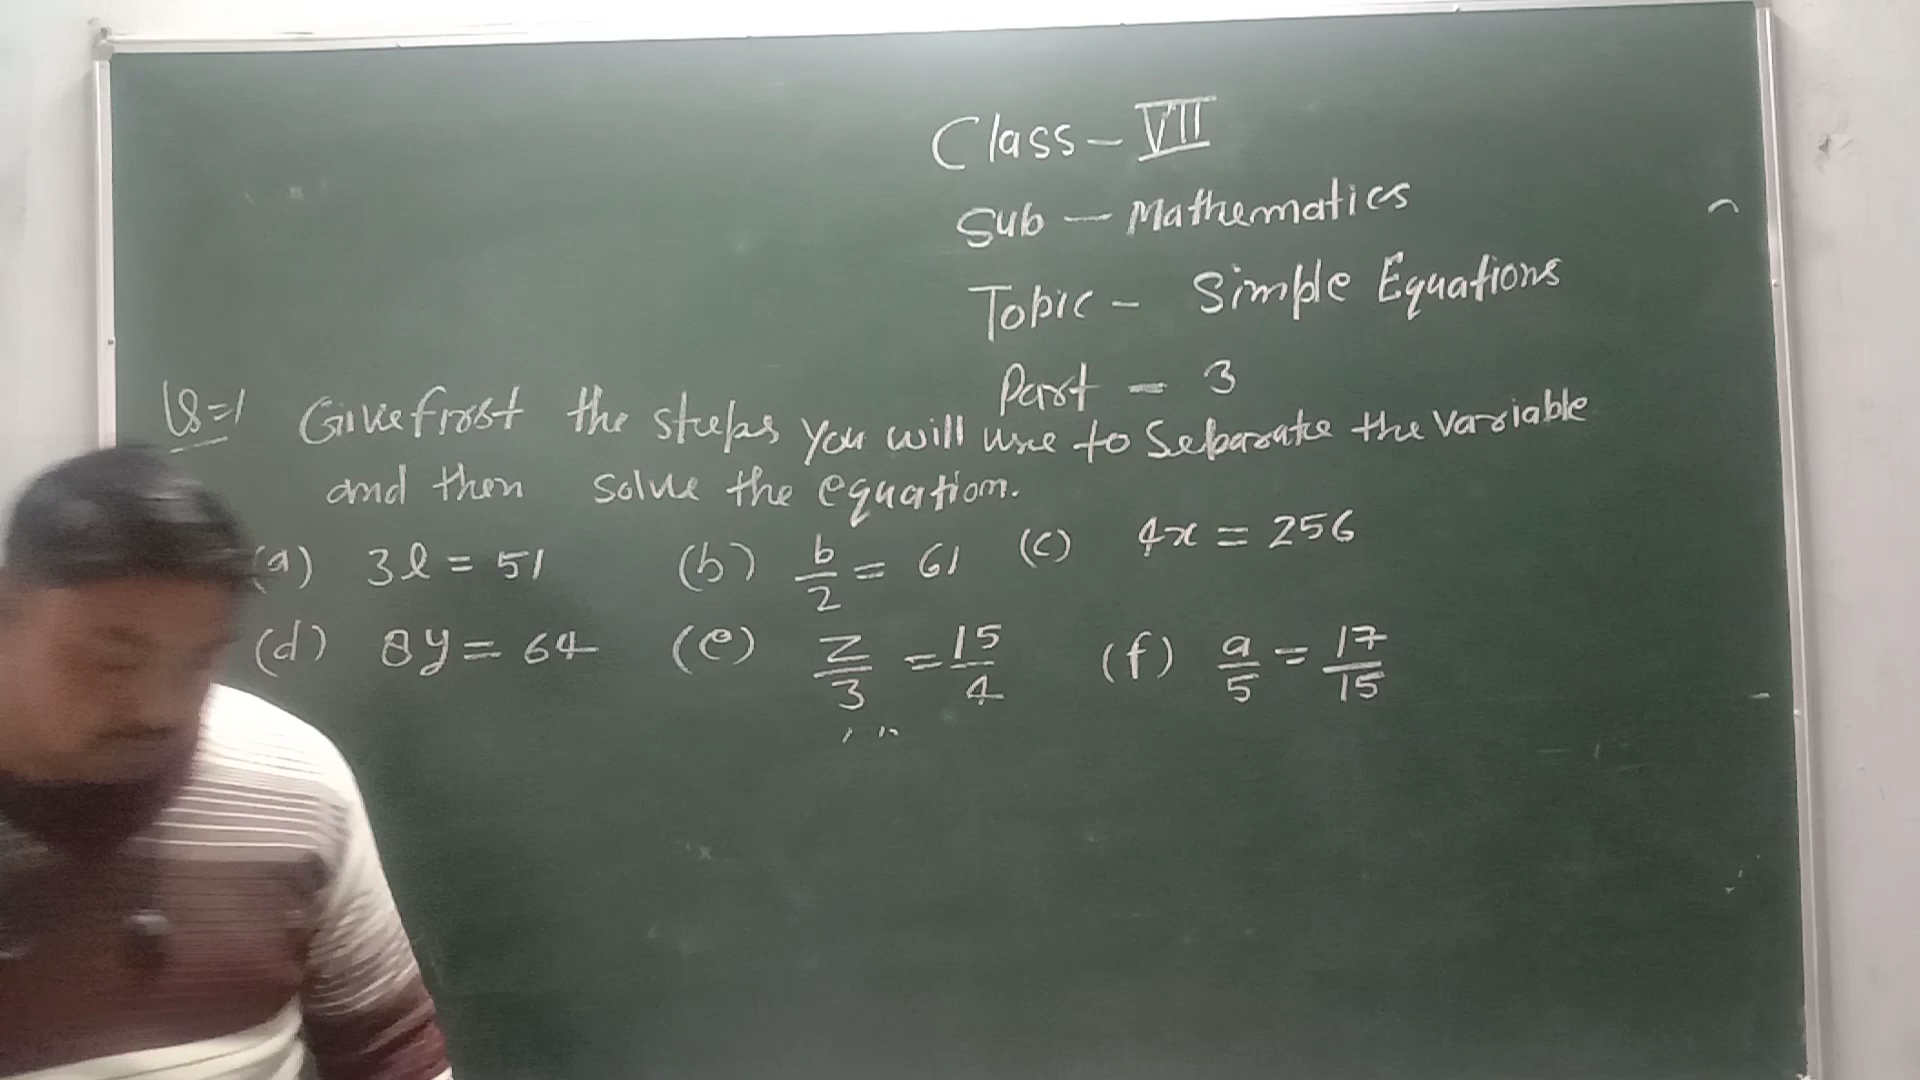 Class - VII
Sub - Mathematics
Topic - Simple Equations
Part - 3
Q=1 Give first the steps you will use to Separate the variable
and then solve the equation.
(a) 3l = 51 (b) b/2 = 61 (c) 4x = 256
(d) 8y = 64 (e) z/3 = 15/4 (f) a/5 = 17/15